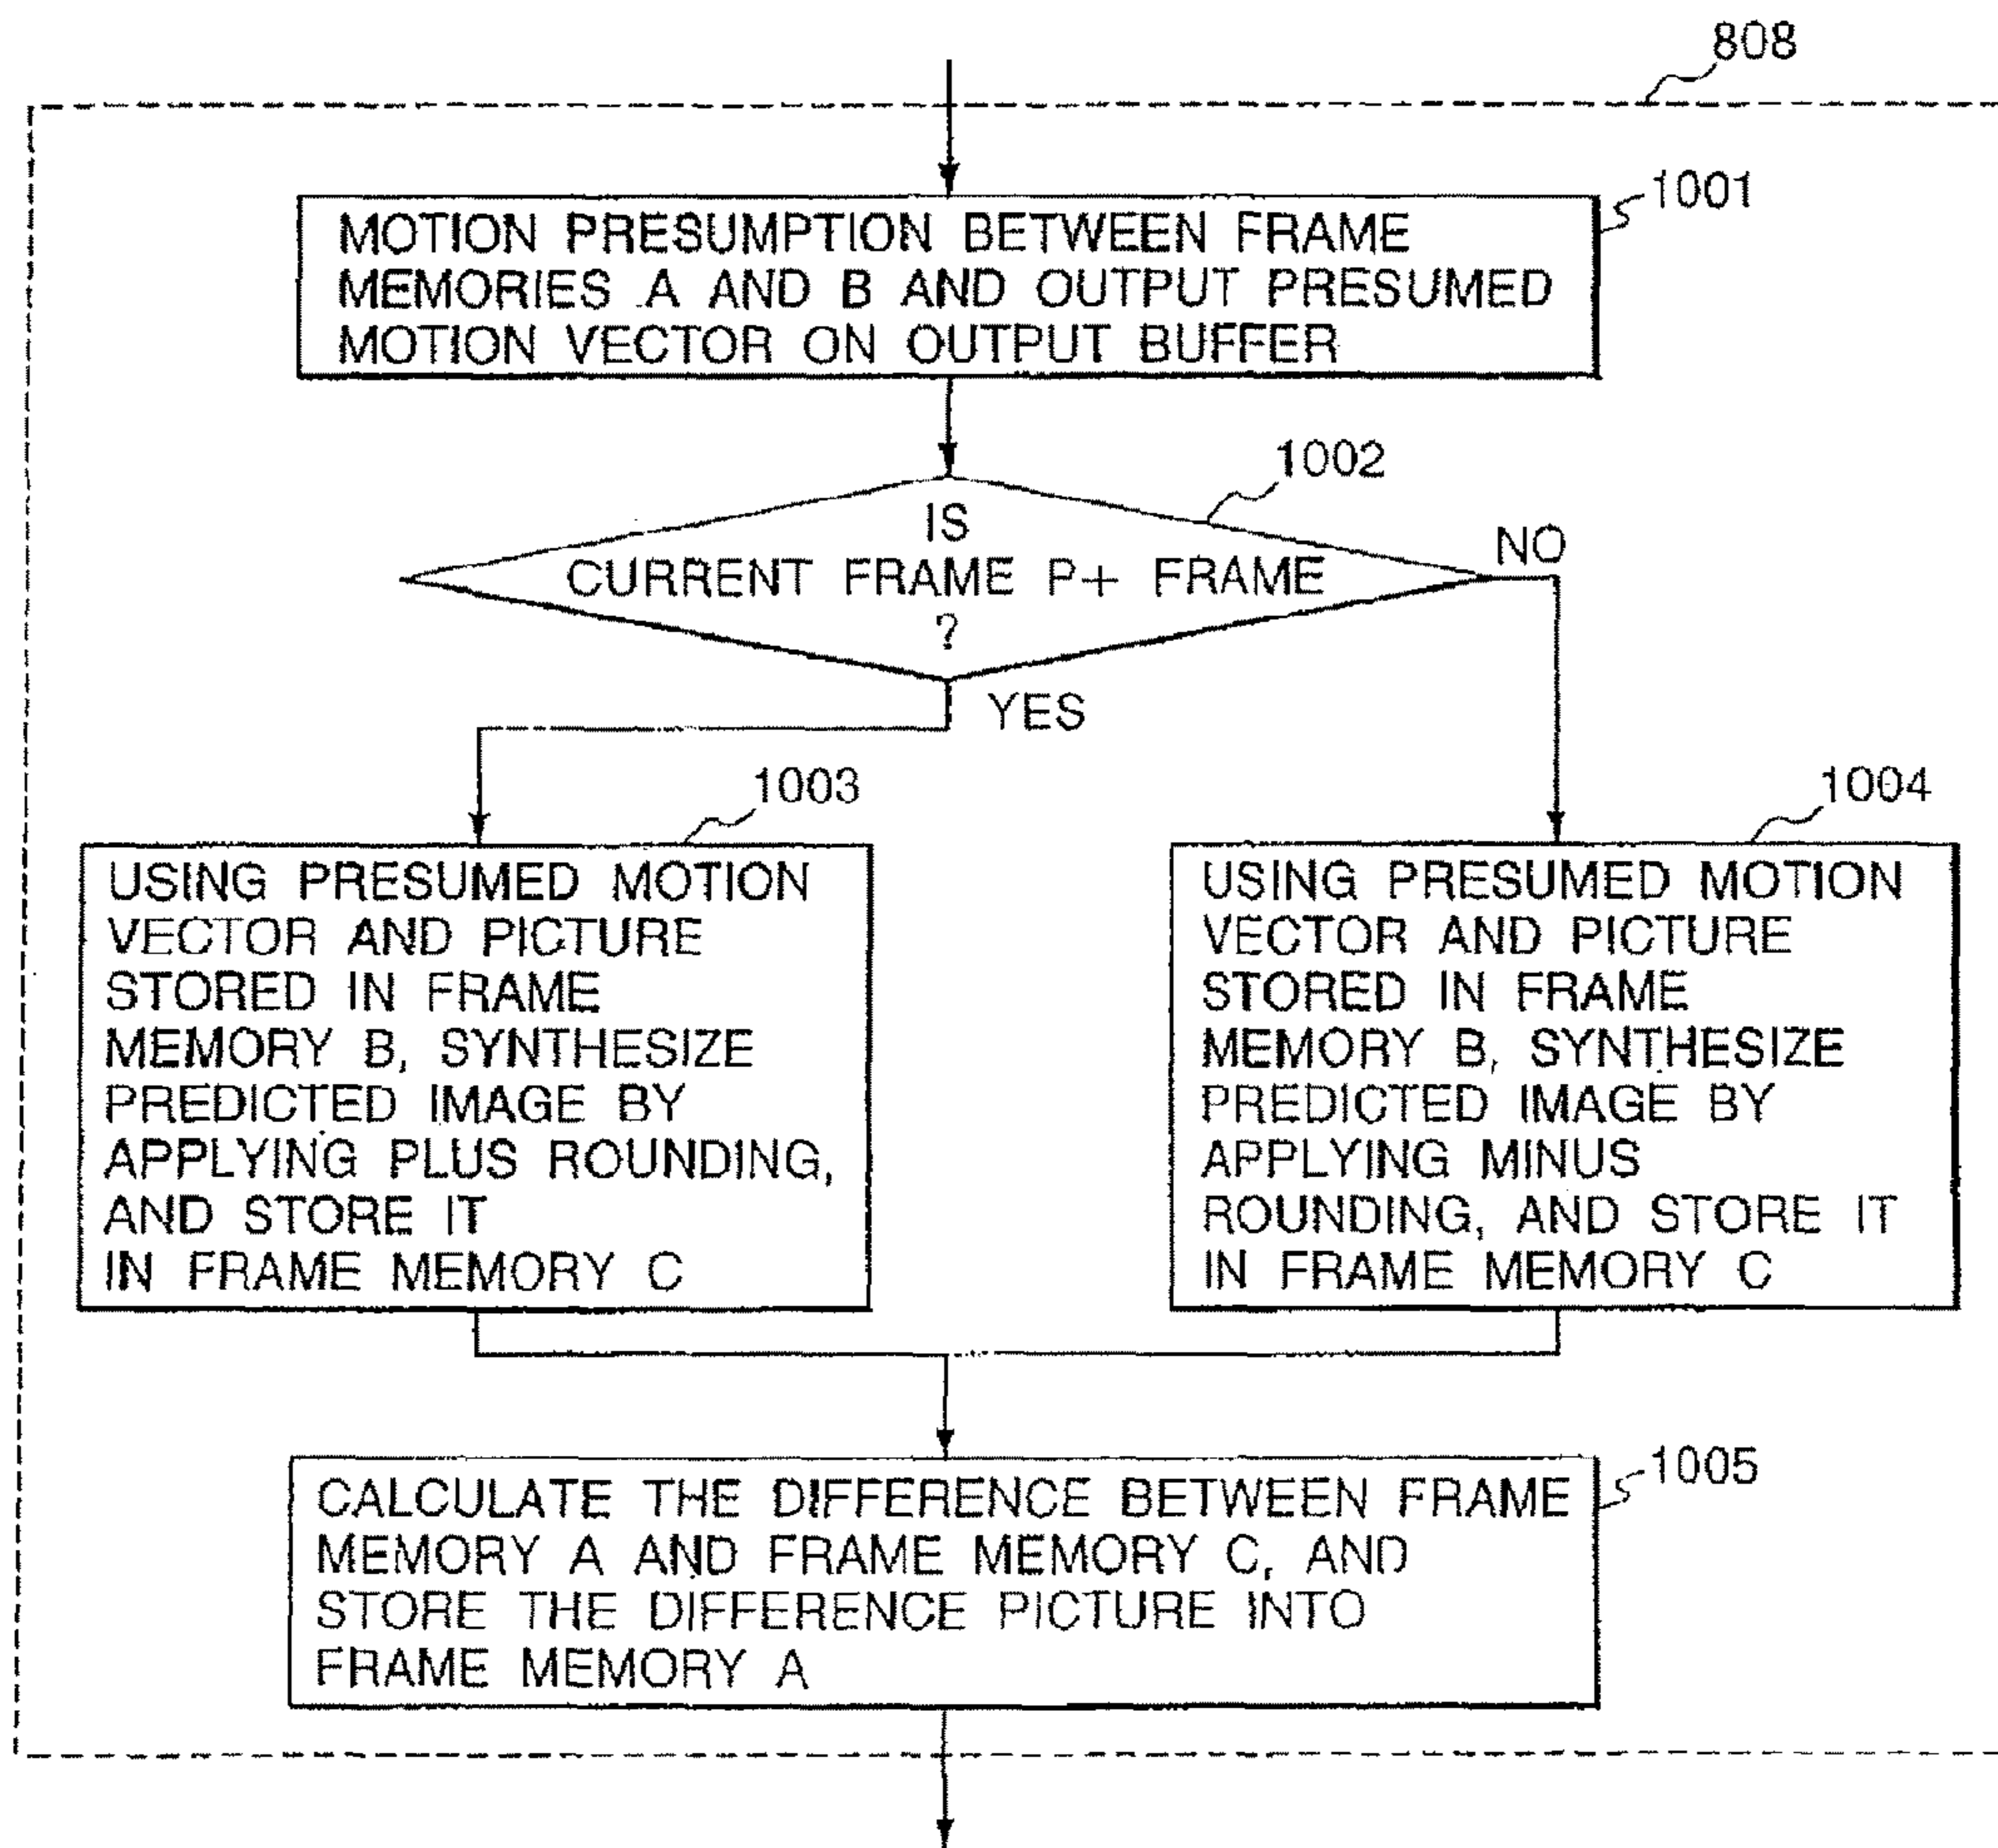 808
1001
MOTION PRESUMPTION BETWEEN FRAME
MEMORIES A AND B AND OUTPUT PRESUMED
MOTION VECTOR ON OUTPUT BUFFER
1002
IS
CURRENT FRAME P+ FRAME
?
NO
YES
1003
USING PRESUMED MOTION
VECTOR AND PICTURE
STORED IN FRAME
MEMORY B, SYNTHESIZE
PREDICTED IMAGE BY
APPLYING PLUS ROUNDING,
AND STORE IT
IN FRAME MEMORY C
1004
USING PRESUMED MOTION
VECTOR AND PICTURE
STORED IN FRAME
MEMORY B, SYNTHESIZE
PREDICTED IMAGE BY
APPLYING MINUS
ROUNDING, AND STORE IT
IN FRAME MEMORY C
1005
CALCULATE THE DIFFERENCE BETWEEN FRAME
MEMORY A AND FRAME MEMORY C, AND
STORE THE DIFFERENCE PICTURE INTO
FRAME MEMORY A